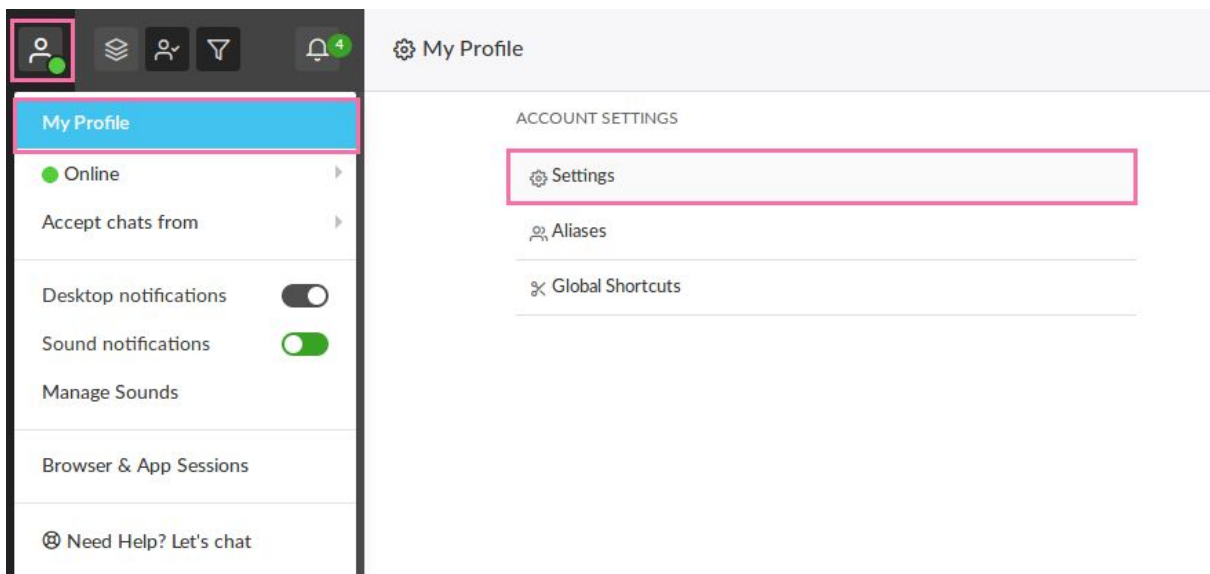 4
My Profile
My Profile
Online
Accept chats from
Desktop notifications
Sound notifications
Manage Sounds
Browser & App Sessions
Need Help? Let's chat
ACCOUNT SETTINGS
Settings
Aliases
Global Shortcuts